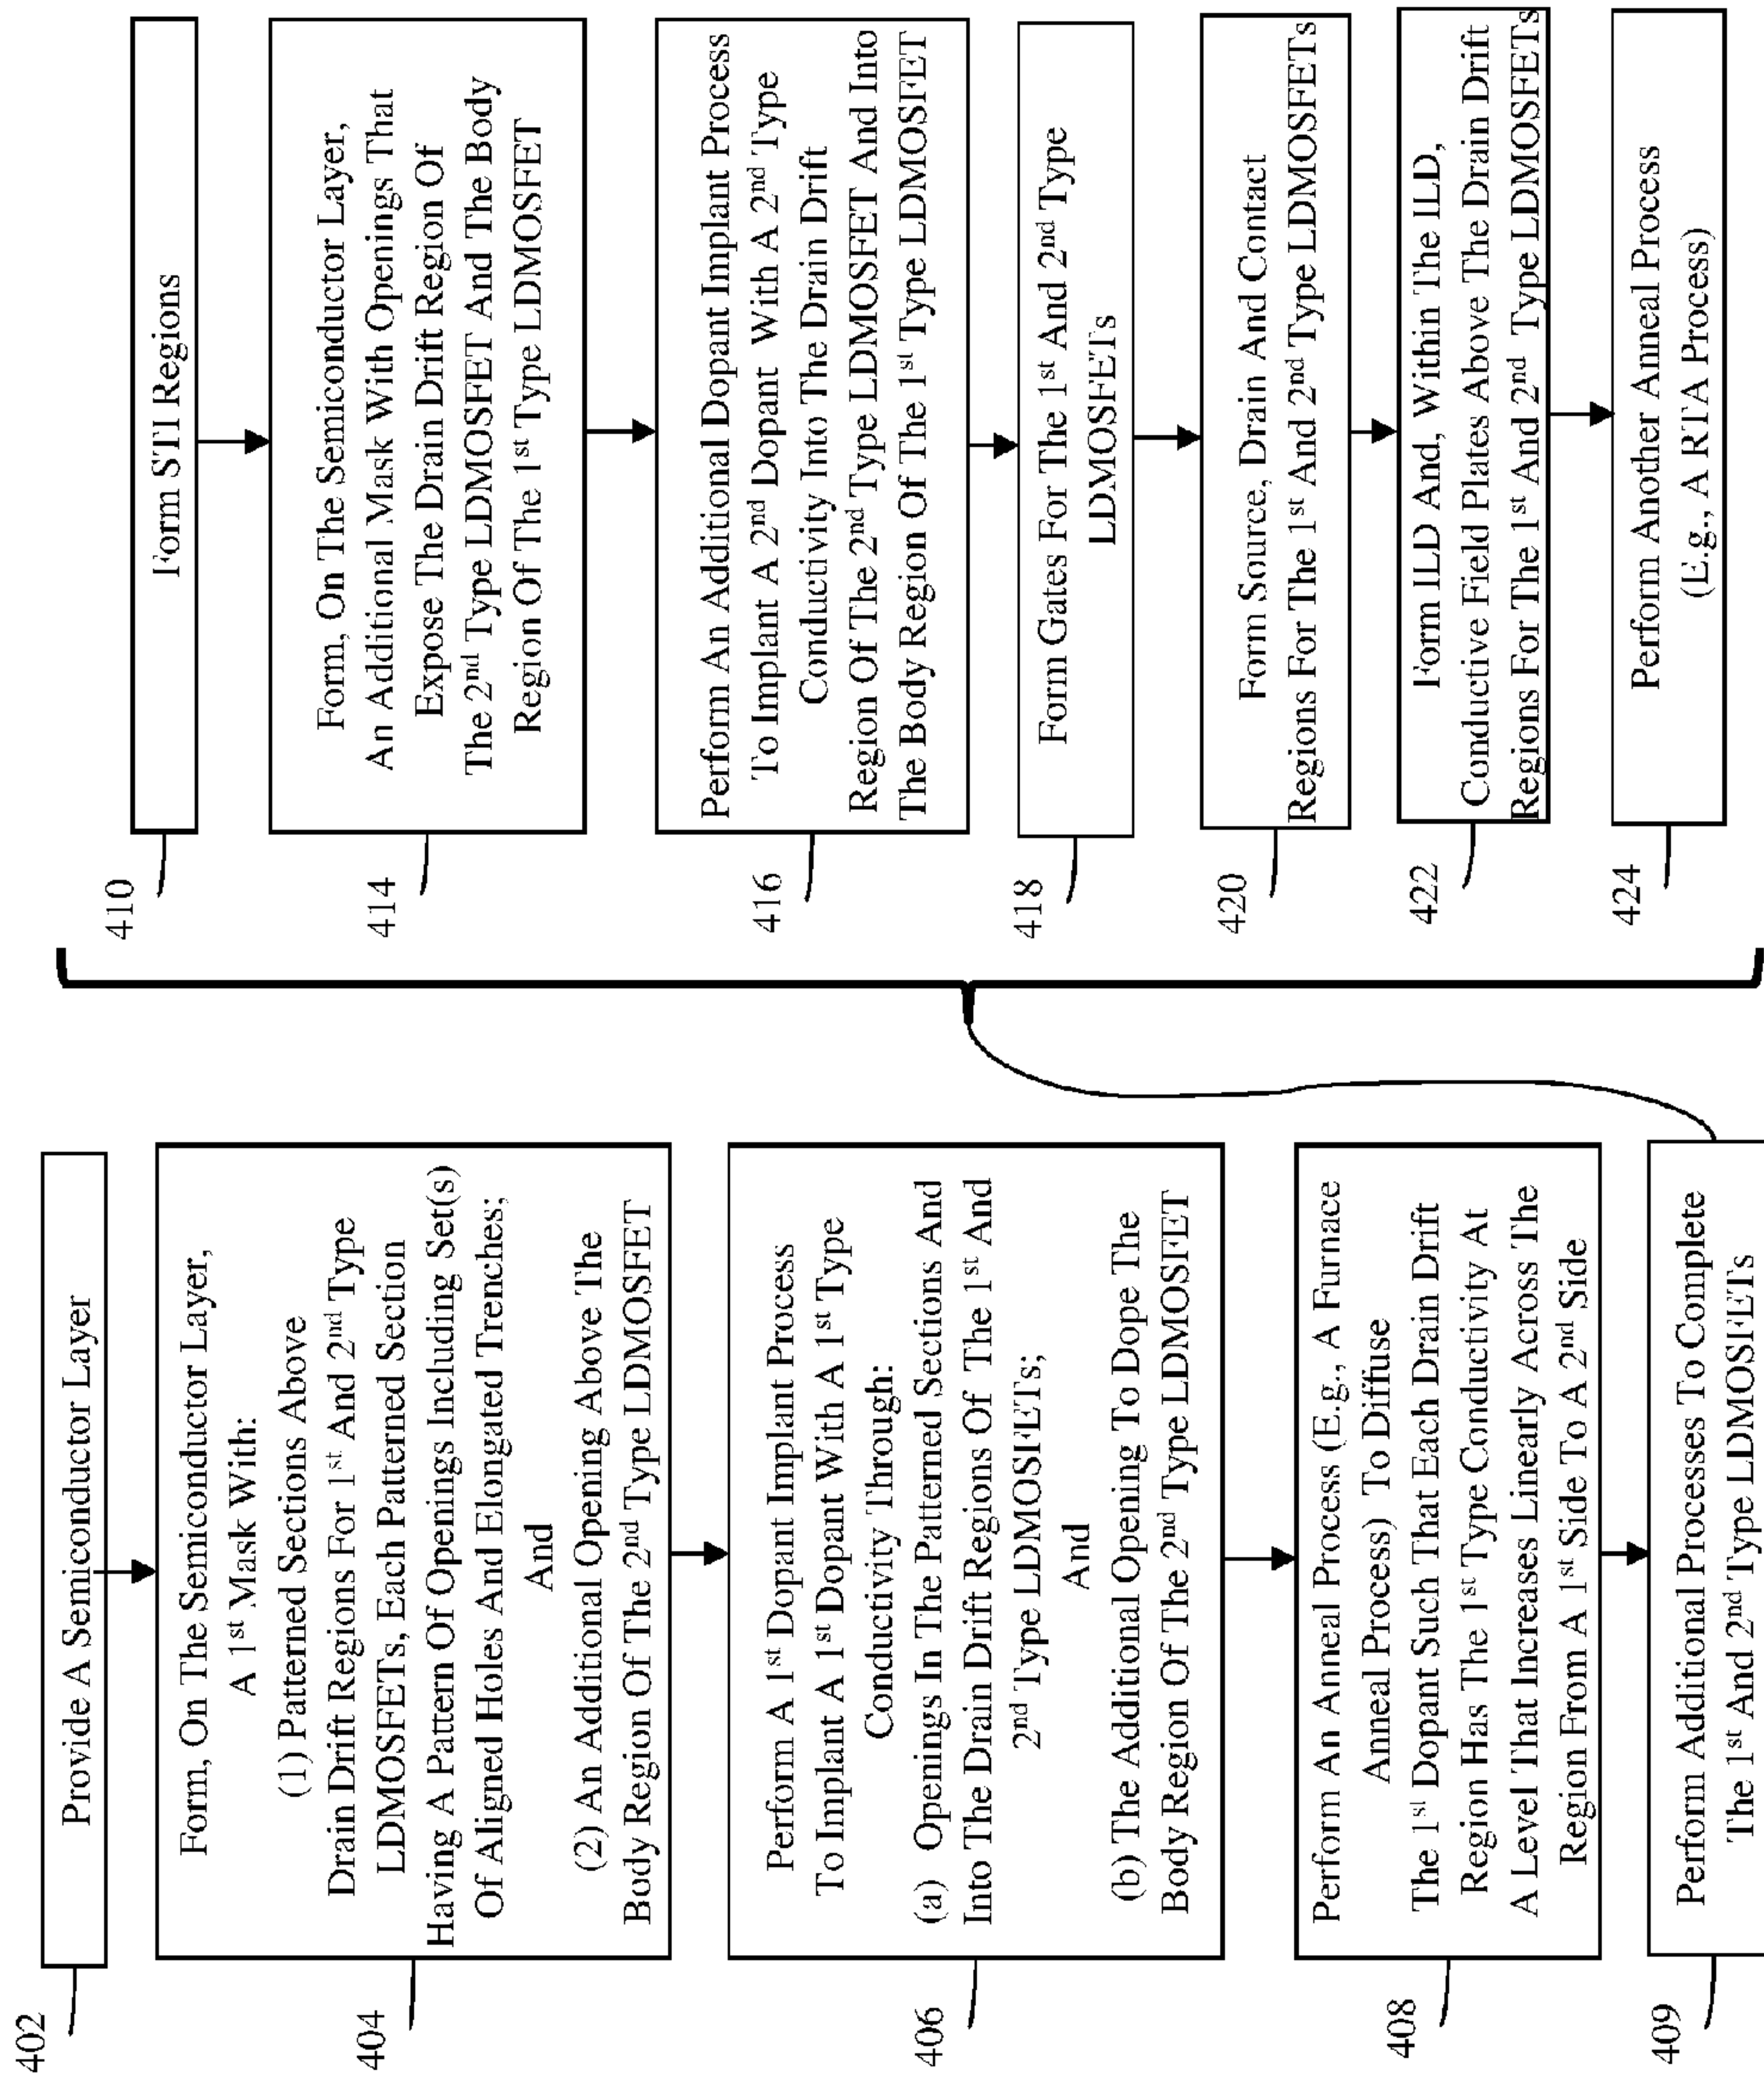 402
Provide A Semiconductor Layer
404
Form, On The Semiconductor Layer,
A 1st Mask With:
(1) Patterned Sections Above
Drain Drift Regions For 1st And 2nd Type
LDMOSFETs, Each Patterned Section
Having A Pattern Of Openings Including Set(s)
Of Aligned Holes And Elongated Trenches;
And
(2) An Additional Opening Above The
Body Region Of The 2nd Type LDMOSFET
406
Perform A 1st Dopant Implant Process
To Implant A 1st Dopant With A 1st Type
Conductivity Through:
(a) Openings In The Patterned Sections And
Into The Drain Drift Regions Of The 1st And
2nd Type LDMOSFETs;
And
(b) The Additional Opening To Dope The
Body Region Of The 2nd Type LDMOSFET
408
Perform An Anneal Process (E.g., A Furnace
Anneal Process) To Diffuse
The 1st Dopant Such That Each Drain Drift
Region Has The 1st Type Conductivity At
A Level That Increases Linearly Across The
Region From A 1st Side To A 2nd Side
409
Perform Additional Processes To Complete
The 1st And 2nd Type LDMOSFETs
410
Form STI Regions
414
Form, On The Semiconductor Layer,
An Additional Mask With Openings That
Expose The Drain Drift Region Of
The 2nd Type LDMOSFET And The Body
Region Of The 1st Type LDMOSFET
416
Perform An Additional Dopant Implant Process
To Implant A 2nd Dopant With A 2nd Type
Conductivity Into The Drain Drift
Region Of The 2nd Type LDMOSFET And Into
The Body Region Of The 1st Type LDMOSFET
418
Form Gates For The 1st And 2nd Type
LDMOSFETs
420
Form Source, Drain And Contact
Regions For The 1st And 2nd Type LDMOSFETs
422
Form ILD And, Within The ILD,
Conductive Field Plates Above The Drain Drift
Regions For The 1st And 2nd Type LDMOSFETs
424
Perform Another Anneal Process
(E.g., A RTA Process)